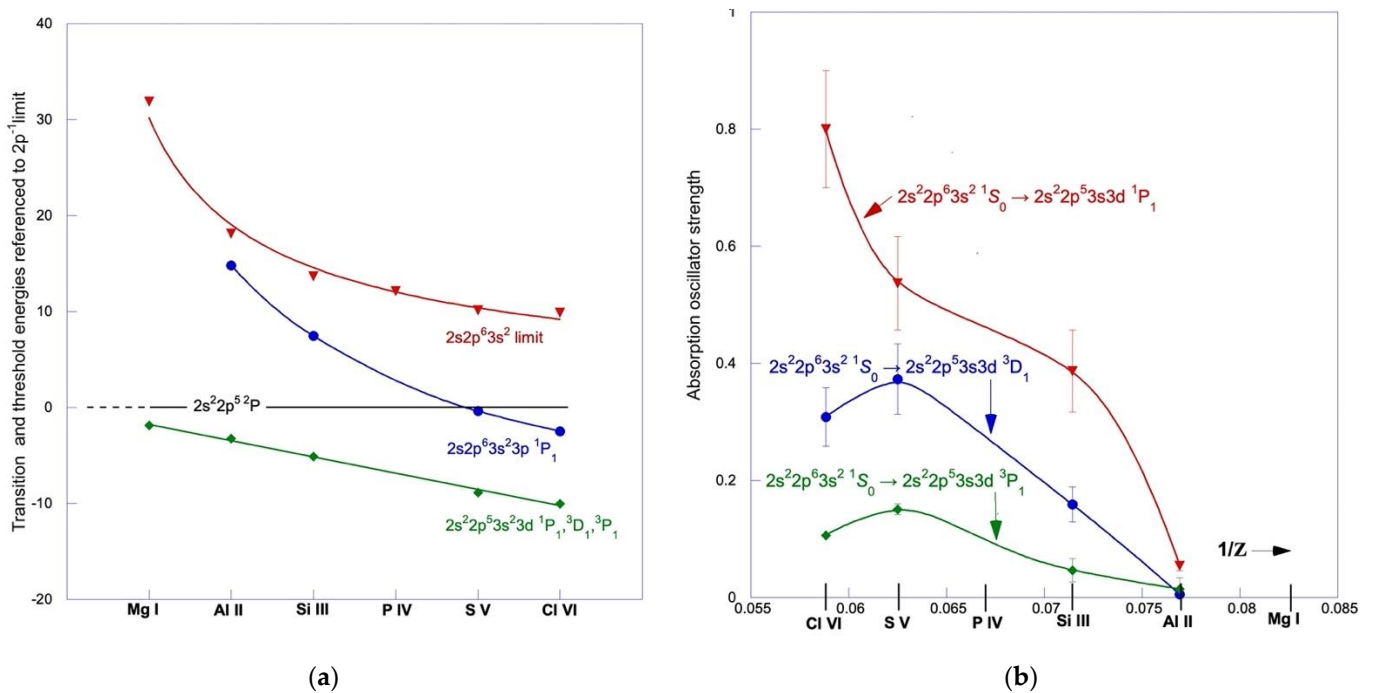 40
30
20
10
0
-10
-20
Transition and threshold energies referenced to 2p⁻¹limit
2s2p⁶3s² limit
2s²2p⁵ ²P
2s2p⁶3s²3p ¹P₁
2s²2p⁵3s²3d ¹P₁,³D₁,³P₁
Mg I Al II Si III P IV S V Cl VI
(a)
1
0.8
0.6
0.4
0.2
0
Absorption oscillator strength
2s²2p⁶3s² ¹S₀ → 2s²2p⁵3s3d ¹P₁
2s²2p⁶3s² ¹S₀ → 2s²2p⁵3s3d ³D₁
2s²2p⁶3s² ¹S₀ → 2s²2p⁵3s3d ³P₁
1/Z
0.055 0.06 0.065 0.07 0.075 0.08 0.085
Cl VI S V P IV Si III Al II Mg I
(b)